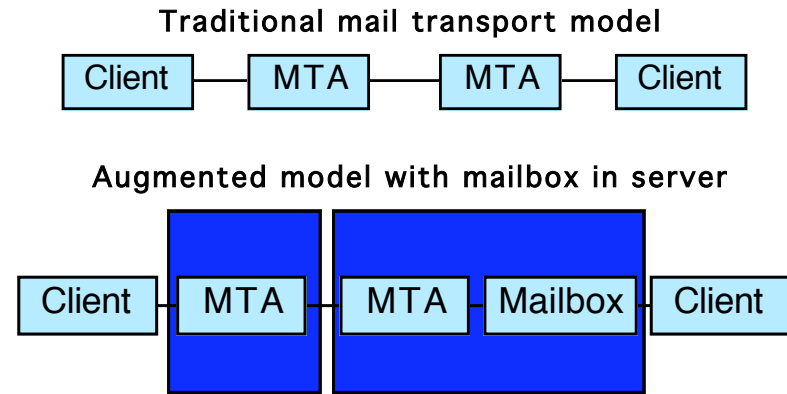 Traditional mail transport model
Client MTA MTA Client
Augmented model with mailbox in server
Client MTA MTA Mailbox Client